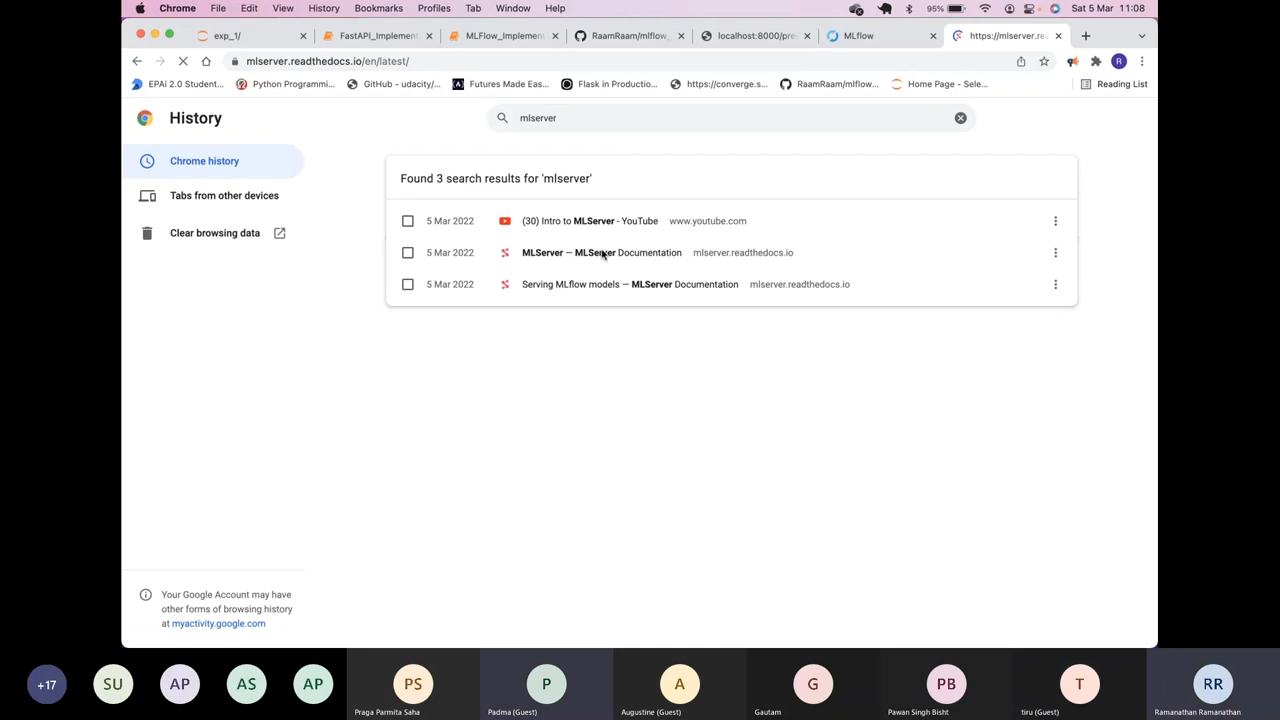 Chrome File Edit View History Bookmarks Profiles Tab Window Help 95% Sat 5 Mar 11:08
exp_1/ FastAPI_Implement MLFlow_Implement RaamRaam/mlflow_ localhost:8000/pre MLflow https://mlserver.rea
mlserver.readthedocs.io/en/latest/
EPAi 2.0 Student... Python Programmi... GitHub - udacity/... Futures Made Eas... Flask in Productio... https://converge.s... RaamRaam/mlflow... Home Page - Sele... Reading List
History
mlserver
Chrome history
Tabs from other devices
Clear browsing data
Found 3 search results for 'mlserver'
5 Mar 2022 (30) Intro to MLServer - YouTube www.youtube.com
5 Mar 2022 MLServer — MLServer Documentation mlserver.readthedocs.io
5 Mar 2022 Serving MLflow models — MLServer Documentation mlserver.readthedocs.io
Your Google Account may have
other forms of browsing history
at myactivity.google.com
R
+17 SU AP AS AP PS P A G PB T RR
Praga Parmita Saha Padma (Guest) Augustine (Guest) Gautam Pawan Singh Bisht tiru (Guest) Ramanathan Ramanathan